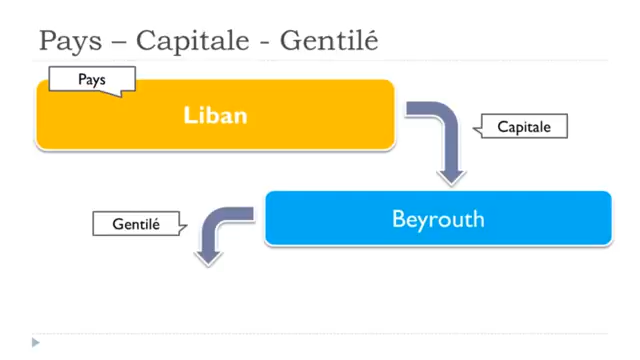 Pays – Capitale - Gentilé
Pays
Liban
Capitale
Beyrouth
Gentilé